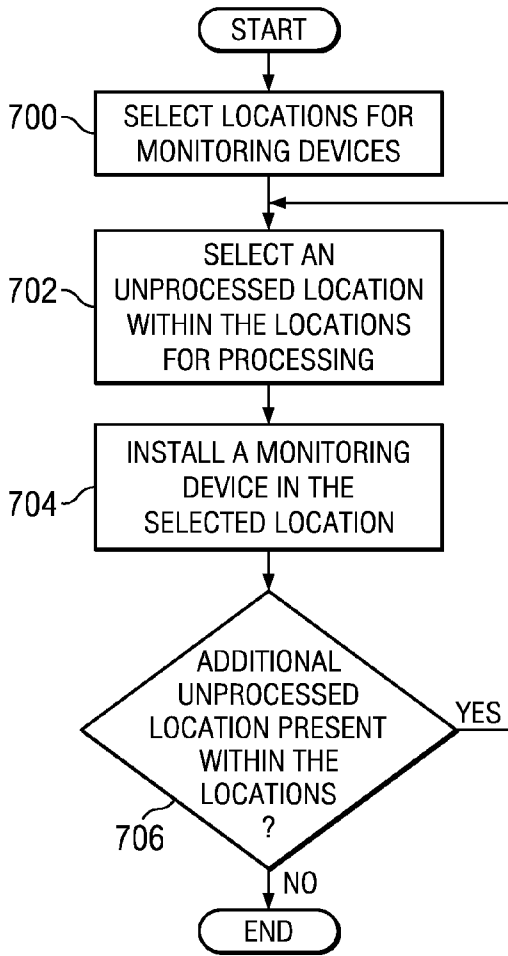 START
700
SELECT LOCATIONS FOR
MONITORING DEVICES
702
SELECT AN
UNPROCESSED LOCATION
WITHIN THE LOCATIONS
FOR PROCESSING
704
INSTALL A MONITORING
DEVICE IN THE
SELECTED LOCATION
706
ADDITIONAL
UNPROCESSED
LOCATION PRESENT
WITHIN THE
LOCATIONS
?
YES
NO
END